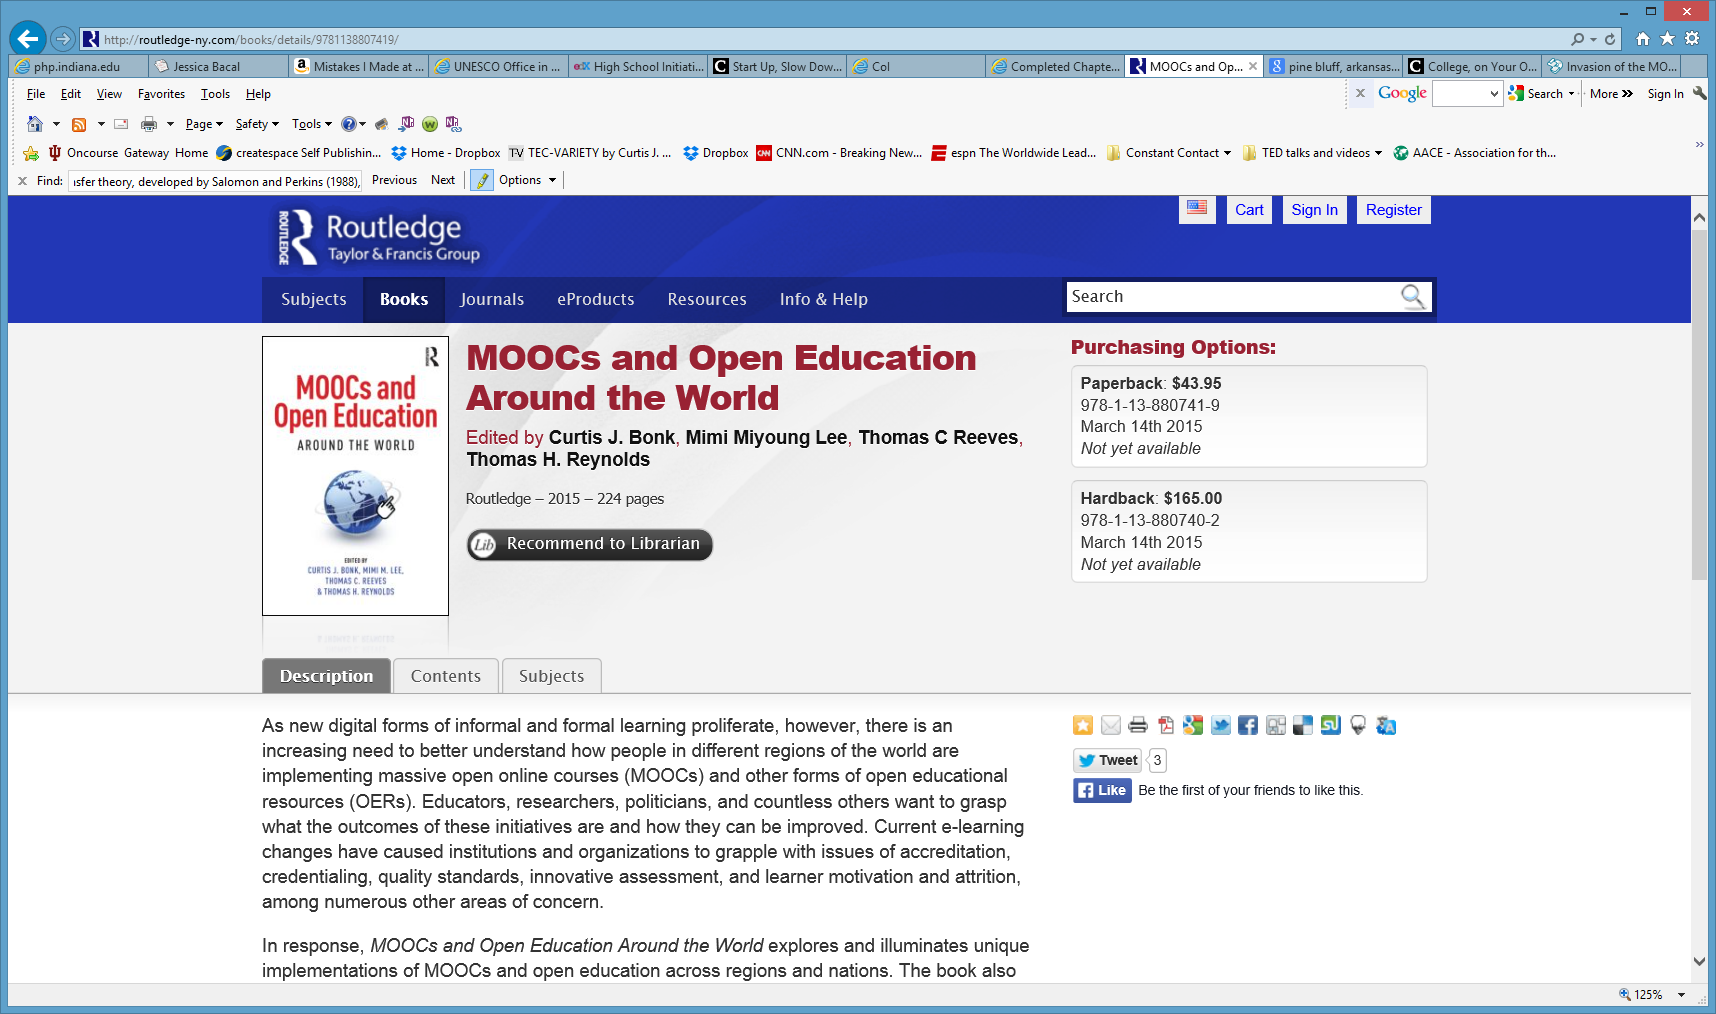 http://routledge-ny.com/books/details/9781138807419/
php.indiana.edu
Jessica Bacal
Mistakes I Made at ...
UNESCO Office in ...
High School Initiati...
Start Up, Slow Dow...
Col
Completed Chapte...
MOOCs and Op...
pine bluff, arkansas...
College, on Your O...
Invasion of the MO...
File Edit View Favorites Tools Help
x Google Search More » Sign In
Page Safety Tools
Oncourse Gateway Home createspace Self Publishin... Home - Dropbox TV TEC-VARIETY by Curtis J. ... Dropbox CNN CNN.com - Breaking New... espn The Worldwide Lead... Constant Contact TED talks and videos AACE - Association for th... »
x Find: sfer theory, developed by Salomon and Perkins (1988), Previous Next Options
Cart Sign In Register
ROUTLEDGE
Routledge
Taylor & Francis Group
Subjects Books Journals eProducts Resources Info & Help
Search
R
MOOCs and
Open Education
AROUND THE WORLD
EDITED BY
CURTIS J. BONK, MIMI M. LEE,
THOMAS C. REEVES
& THOMAS H. REYNOLDS
MOOCs and Open Education
Around the World
Edited by Curtis J. Bonk, Mimi Miyoung Lee, Thomas C Reeves,
Thomas H. Reynolds
Routledge – 2015 – 224 pages
Lib Recommend to Librarian
Purchasing Options:
Paperback: $43.95
978-1-13-880741-9
March 14th 2015
Not yet available
Hardback: $165.00
978-1-13-880740-2
March 14th 2015
Not yet available
Description Contents Subjects
As new digital forms of informal and formal learning proliferate, however, there is an
increasing need to better understand how people in different regions of the world are
implementing massive open online courses (MOOCs) and other forms of open educational
resources (OERs). Educators, researchers, politicians, and countless others want to grasp
what the outcomes of these initiatives are and how they can be improved. Current e-learning
changes have caused institutions and organizations to grapple with issues of accreditation,
credentialing, quality standards, innovative assessment, and learner motivation and attrition,
among numerous other areas of concern.
In response, MOOCs and Open Education Around the World explores and illuminates unique
implementations of MOOCs and open education across regions and nations. The book also
Tweet 3
Like Be the first of your friends to like this.
125%